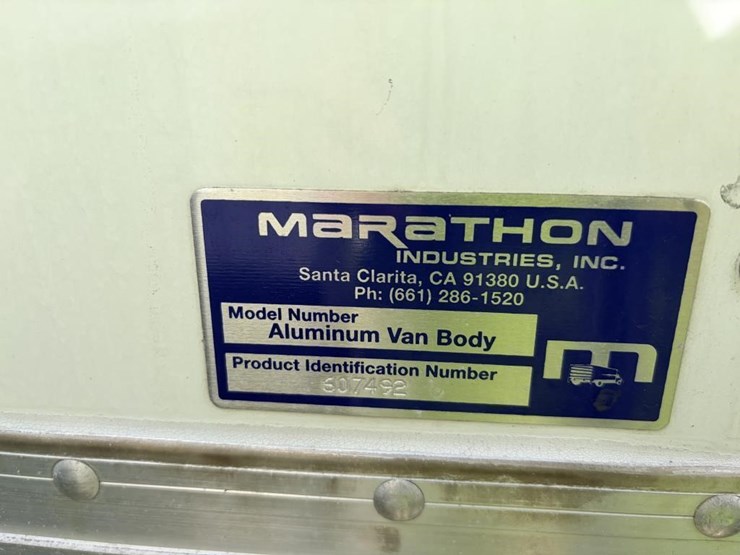 MaRaTHON
INDUSTRIES, INC.
Santa Clarita, CA 91380 U.S.A.
Ph: (661) 286-1520
Model Number
Aluminum Van Body
Product Identification Number
607492